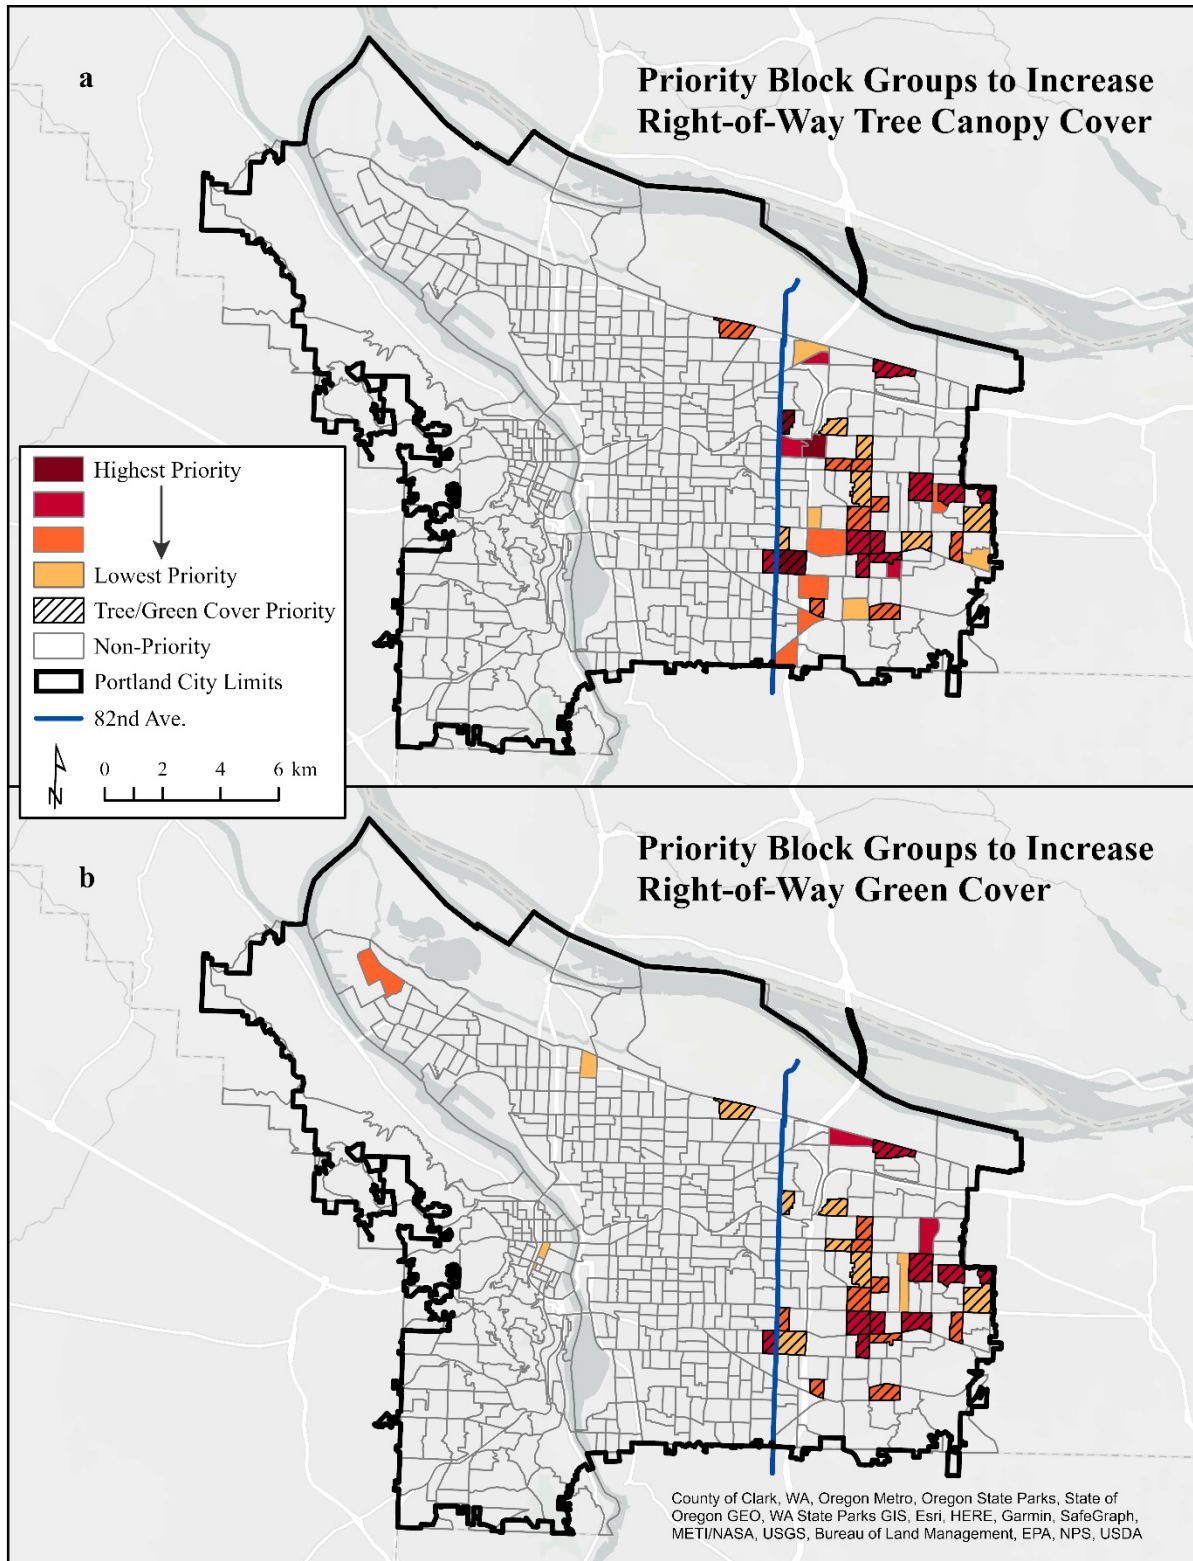 a
Priority Block Groups to Increase
Right-of-Way Tree Canopy Cover
Highest Priority
Lowest Priority
Tree/Green Cover Priority
Non-Priority
Portland City Limits
82nd Ave.
N
0 2 4 6 km
b
Priority Block Groups to Increase
Right-of-Way Green Cover
County of Clark, WA, Oregon Metro, Oregon State Parks, State of
Oregon GEO, WA State Parks GIS, Esri, HERE, Garmin, SafeGraph,
METI/NASA, USGS, Bureau of Land Management, EPA, NPS, USDA